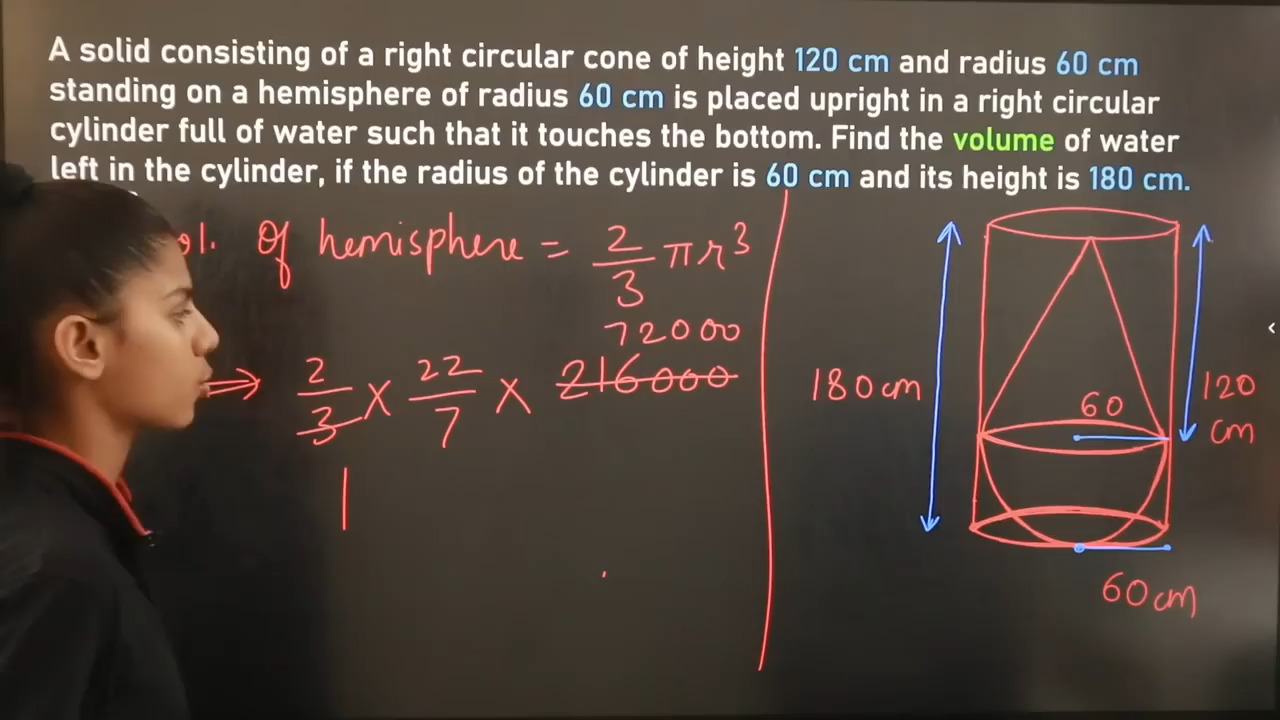 A solid consisting of a right circular cone of height 120 cm and radius 60 cm
standing on a hemisphere of radius 60 cm is placed upright in a right circular
cylinder full of water such that it touches the bottom. Find the volume of water
left in the cylinder, if the radius of the cylinder is 60 cm and its height is 180 cm.
of hemisphere = 2/3 πr³
72000
⇒ 2/3 × 22/7 × 216000
1
180cm
60
120
cm
60cm